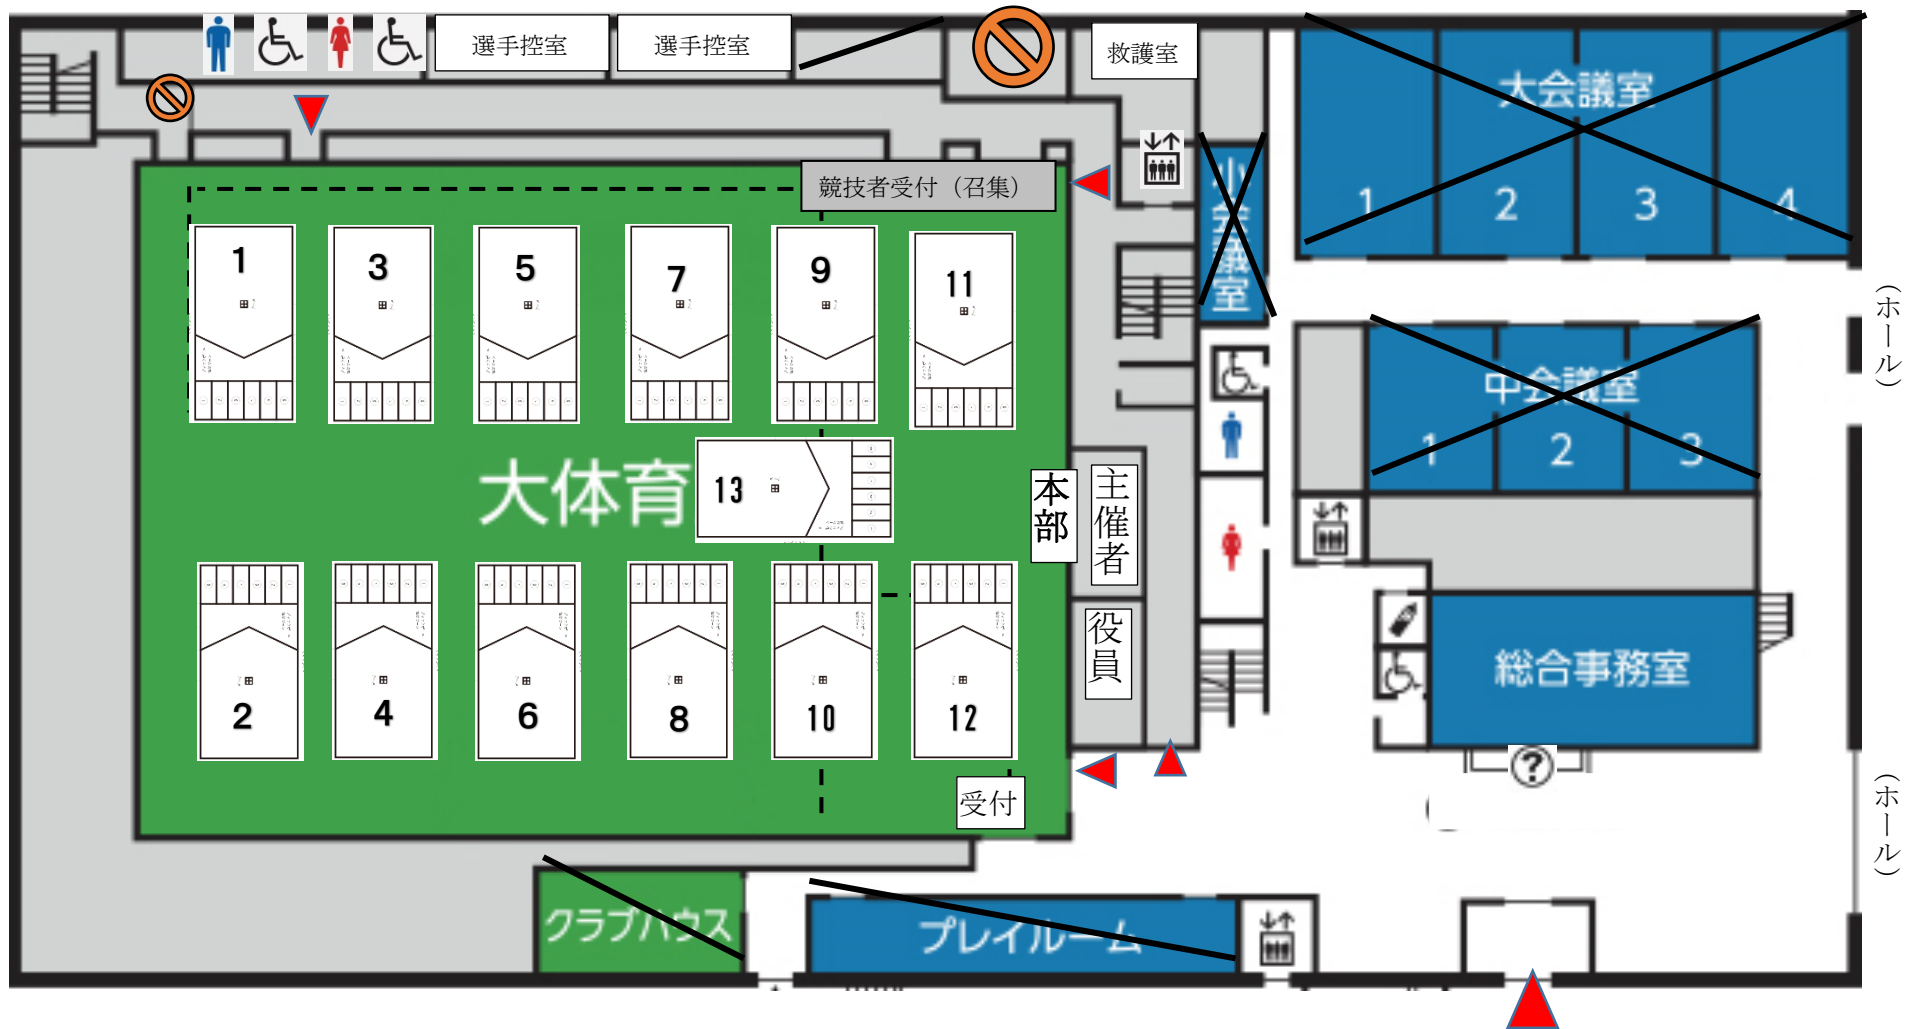 選手控室
選手控室
救護室
大会議室
1
2
3
4
小会議室
競技者受付（召集）
1
3
5
7
9
11
（ホール）
中会議室
1
2
3
大体育
13
本部
主催者
役員
2
4
6
8
10
12
総合事務室
?
受付
（ホール）
クラブハウス
プレイルーム